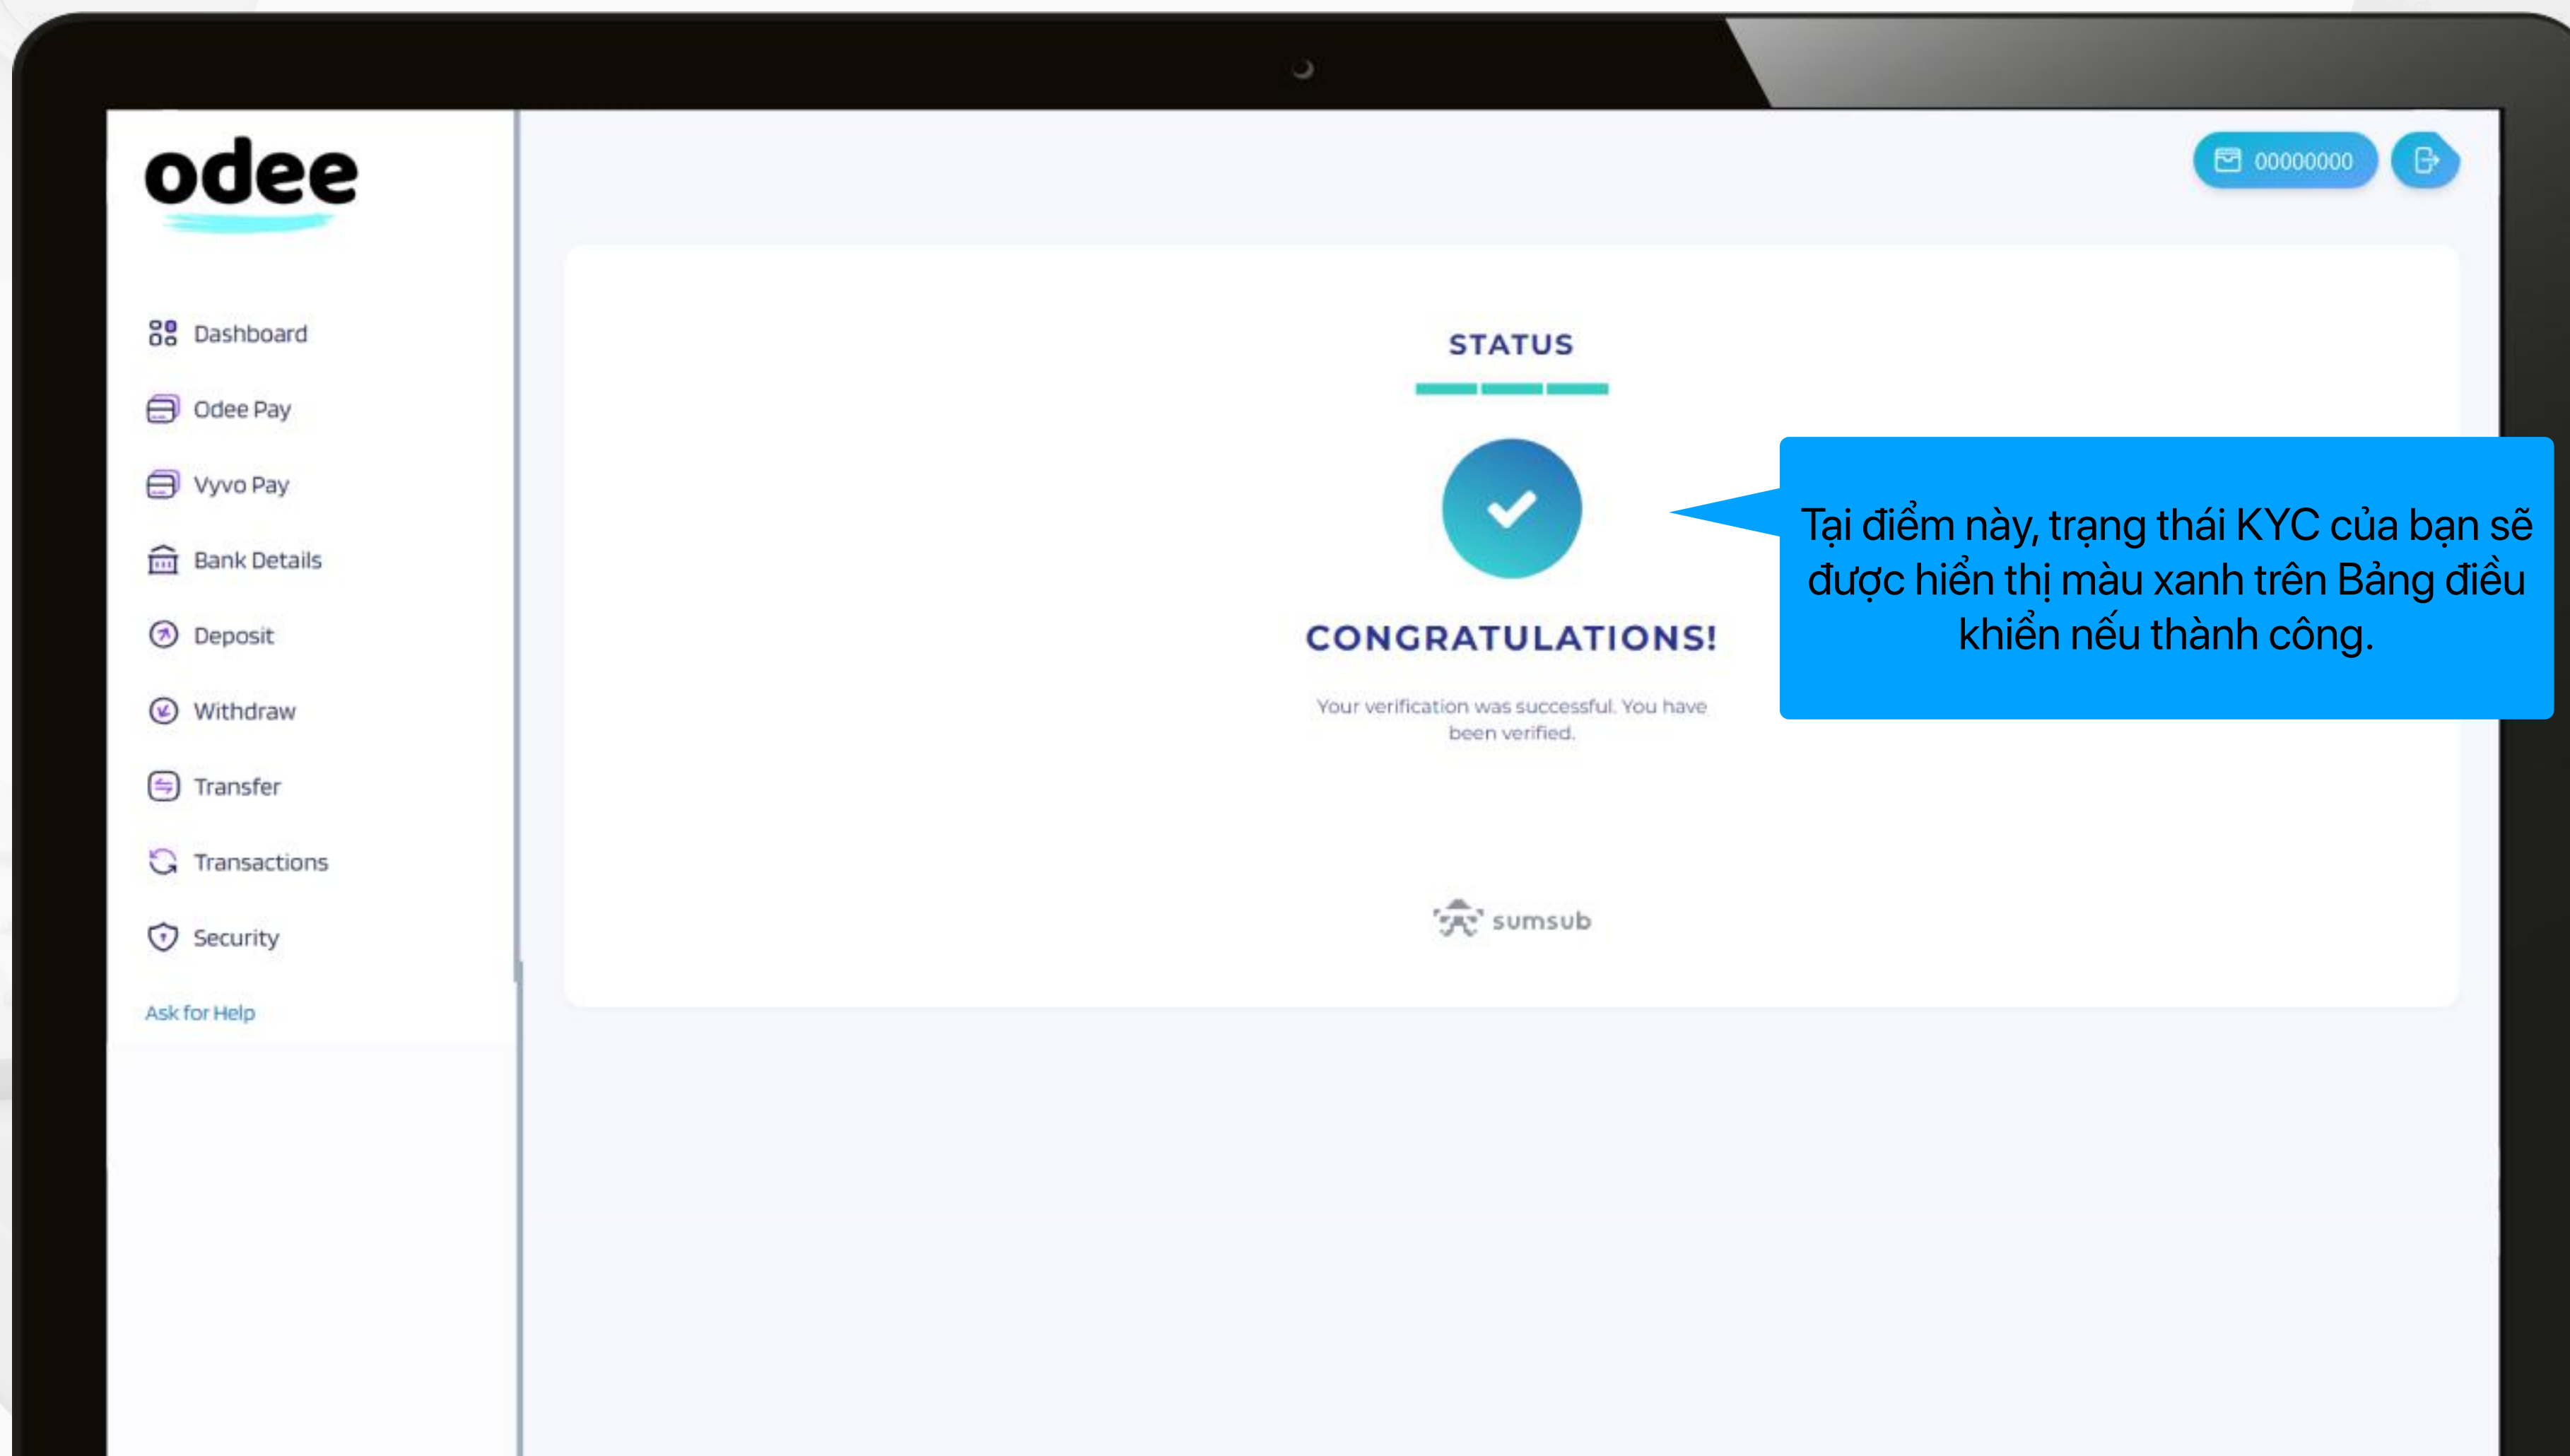 odee
00000000
Dashboard
Odee Pay
Vyvo Pay
Bank Details
Deposit
Withdraw
Transfer
Transactions
Security
Ask for Help
STATUS
CONGRATULATIONS!
Your verification was successful. You have
been verified.
sumsub
Tại điểm này, trạng thái KYC của bạn sẽ
được hiển thị màu xanh trên Bảng điều
khiển nếu thành công.